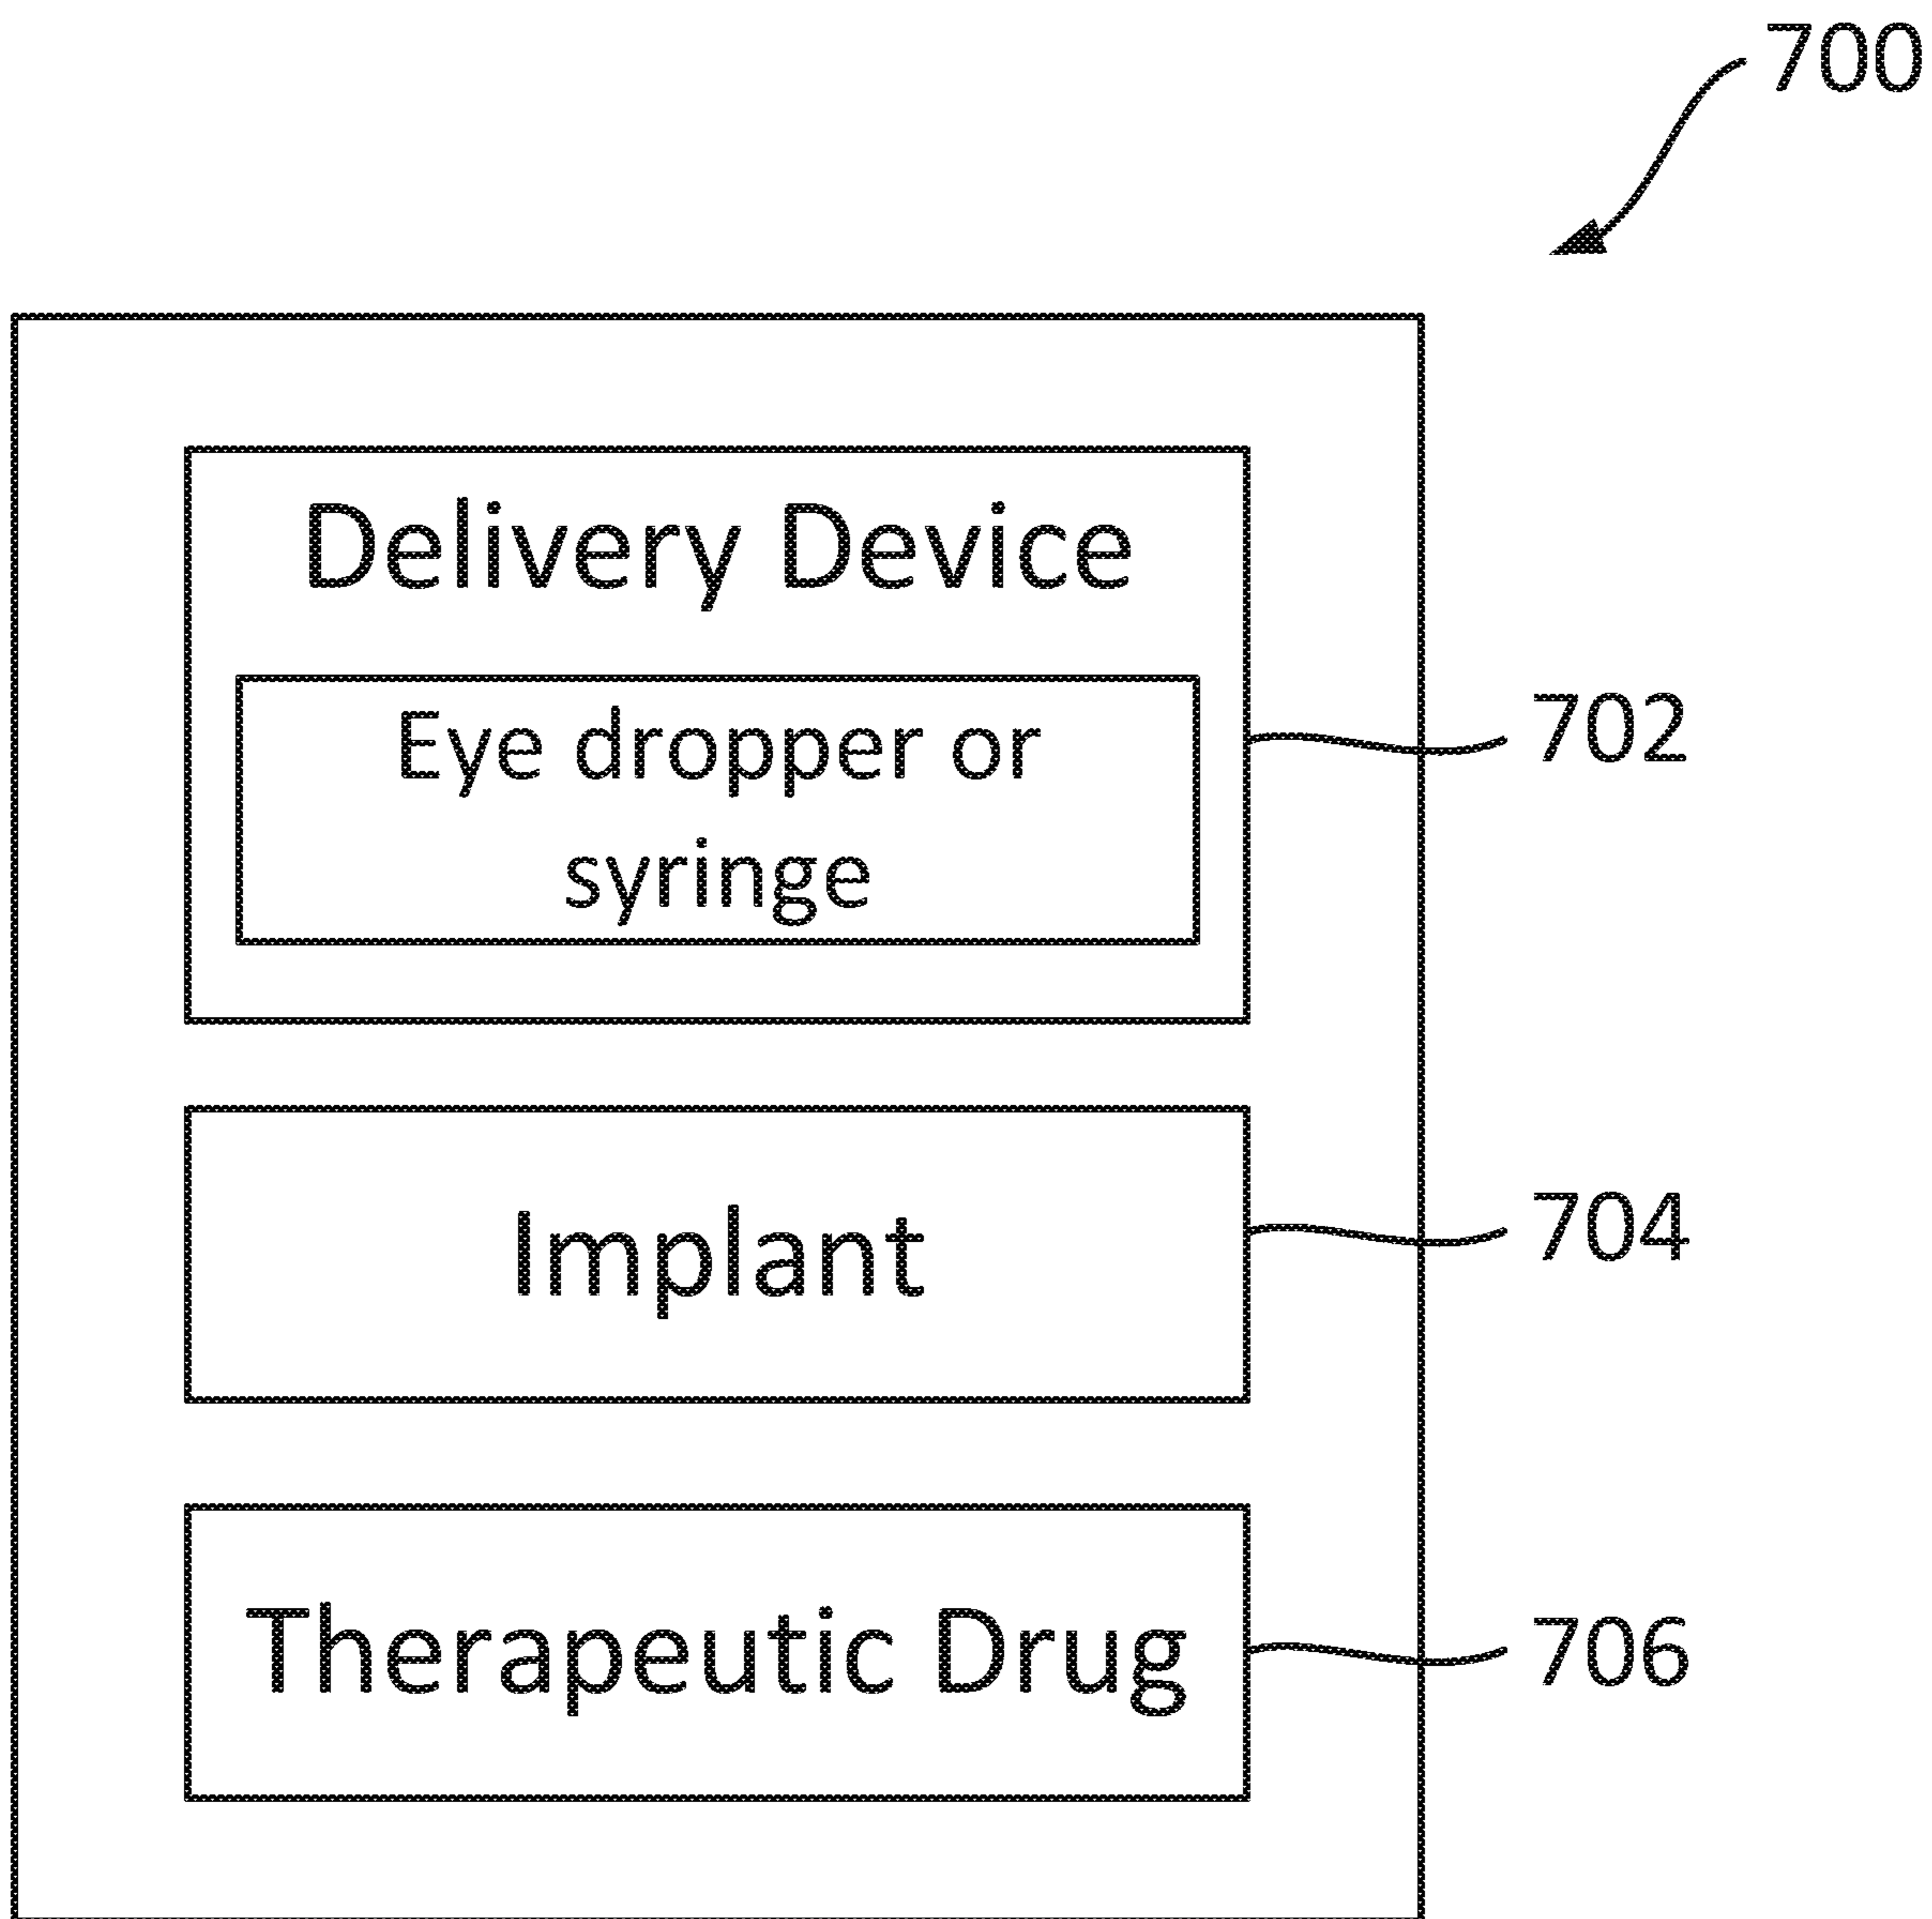 700
Delivery Device
Eye dropper or
syringe
702
Implant
704
Therapeutic Drug
706